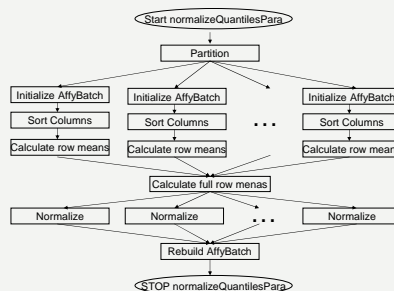 Start normalizeQuantilesPara
Partition
Initialize AffyBatch
Initialize AffyBatch
Initialize AffyBatch
Sort Columns
Sort Columns
...
Sort Columns
Calculate row means
Calculate row means
Calculate row means
Calculate full row menas
Normalize
Normalize
...
Normalize
Rebuild AffyBatch
STOP normalizeQuantilesPara